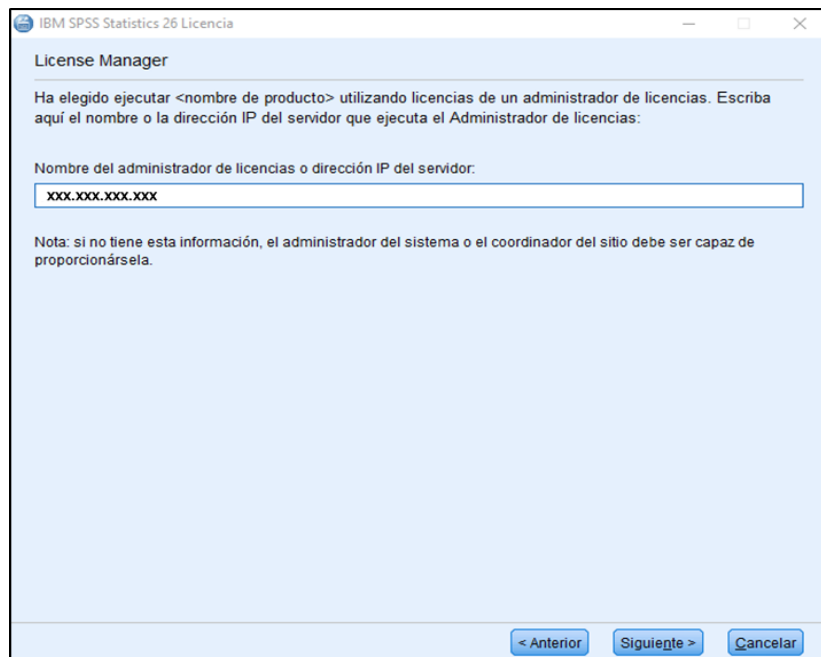 IBM SPSS Statistics 26 Licencia
License Manager
Ha elegido ejecutar <nombre de producto> utilizando licencias de un administrador de licencias. Escriba
aquí el nombre o la dirección IP del servidor que ejecuta el Administrador de licencias:
Nombre del administrador de licencias o dirección IP del servidor:
xxx.xxx.xxx.xxx
Nota: si no tiene esta información, el administrador del sistema o el coordinador del sitio debe ser capaz de
proporcionársela.
< Anterior Siguiente > Cancelar